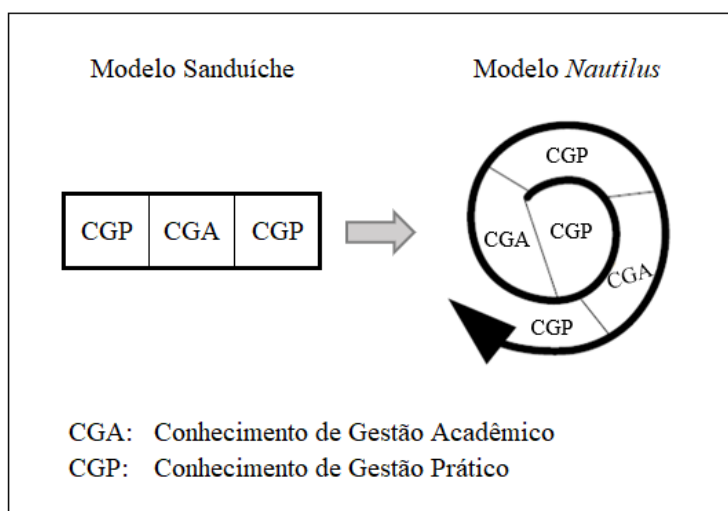 Modelo Sanduíche
Modelo Nautilus
CGP CGA CGP
CGP
CGA
CGP
CGA
CGP
CGA: Conhecimento de Gestão Acadêmico
CGP: Conhecimento de Gestão Prático